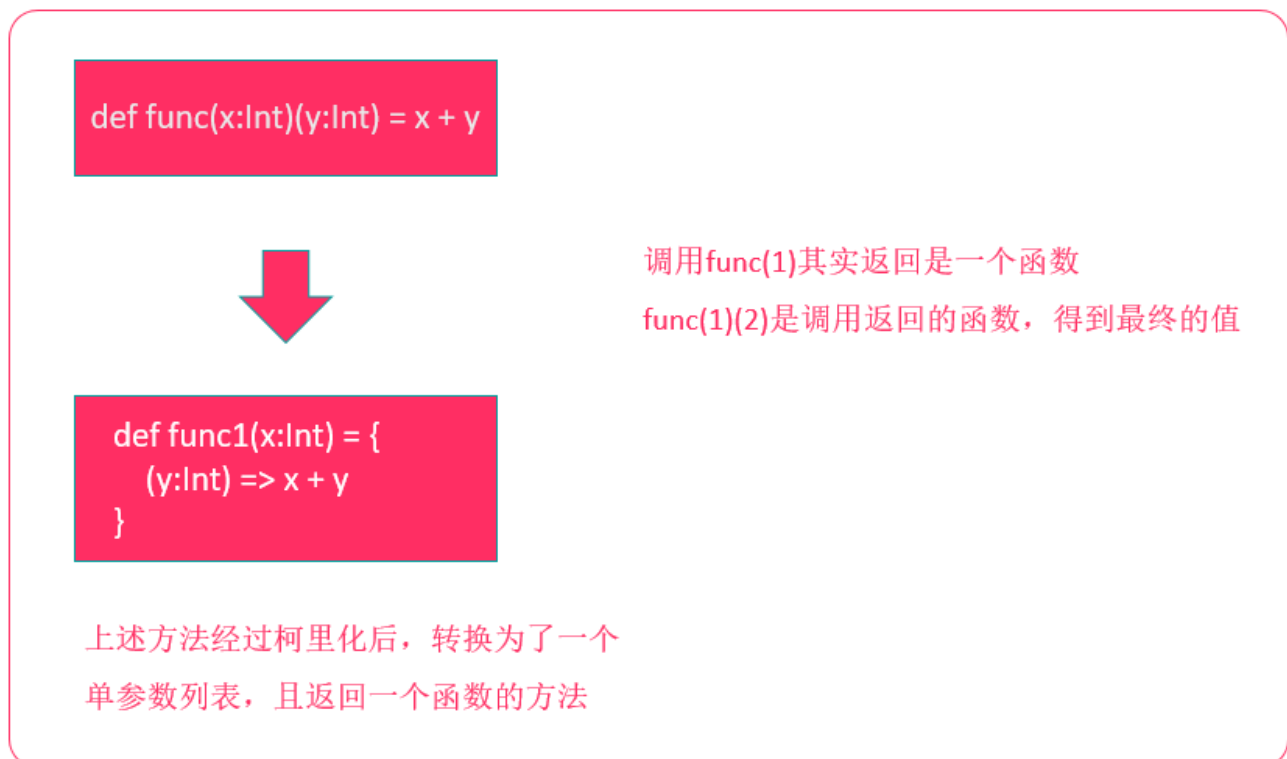 def func(x:Int)(y:Int) = x + y
调用func(1)其实返回是一个函数
func(1)(2)是调用返回的函数，得到最终的值
def func1(x:Int) = {
(y:Int) => x + y
}
上述方法经过柯里化后，转换为了一个
单参数列表，且返回一个函数的方法